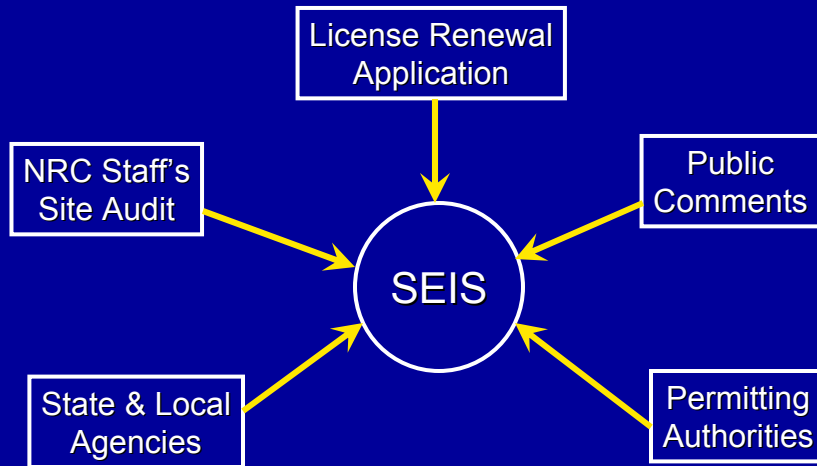 License Renewal
Application
NRC Staff's
Site Audit
Public
Comments
SEIS
State & Local
Agencies
Permitting
Authorities